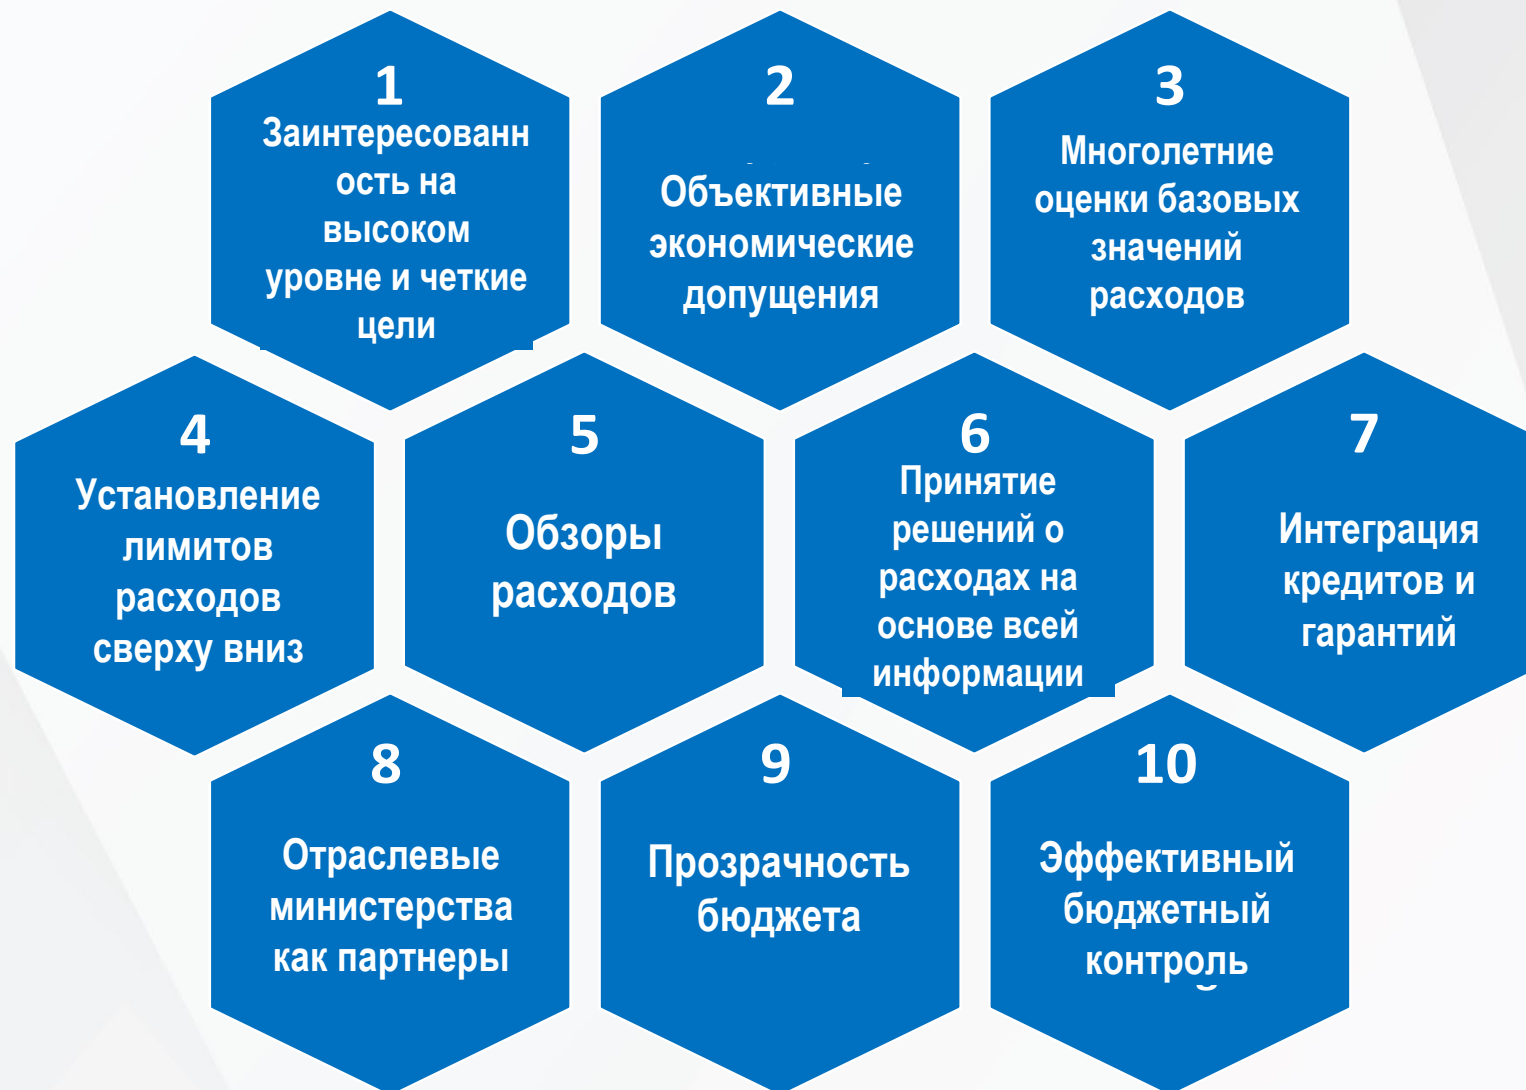 1
Заинтересованн
ость на
высоком
уровне и четкие
цели
2
Объективные
экономические
допущения
3
Многолетние
оценки базовых
значений
расходов
4
Установление
лимитов
расходов
сверху вниз
5
Обзоры
расходов
6
Принятие
решений о
расходах на
основе всей
информации
7
Интеграция
кредитов и
гарантий
8
Отраслевые
министерства
как партнеры
9
Прозрачность
бюджета
10
Эффективный
бюджетный
контроль